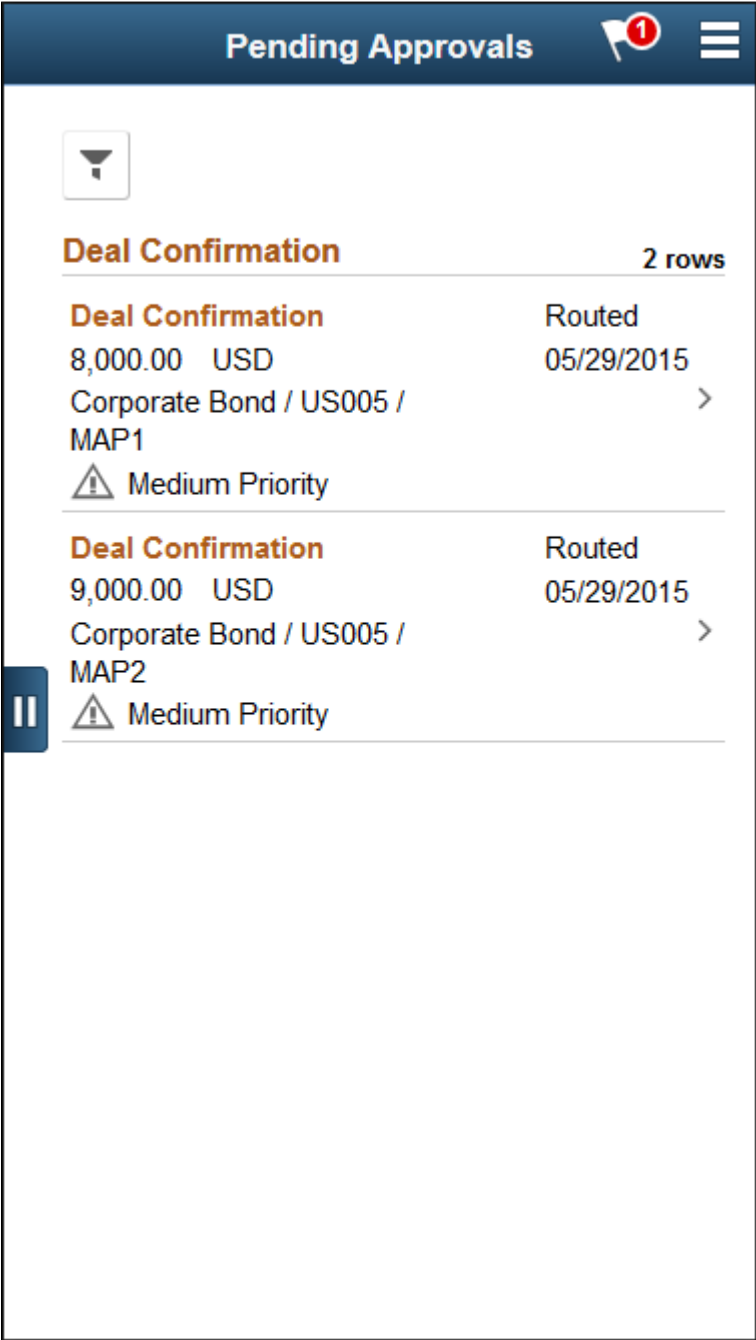 Pending Approvals 1
Deal Confirmation 2 rows
Deal Confirmation Routed
8,000.00 USD 05/29/2015
Corporate Bond / US005 /
MAP1
Medium Priority
Deal Confirmation Routed
9,000.00 USD 05/29/2015
Corporate Bond / US005 /
MAP2
Medium Priority